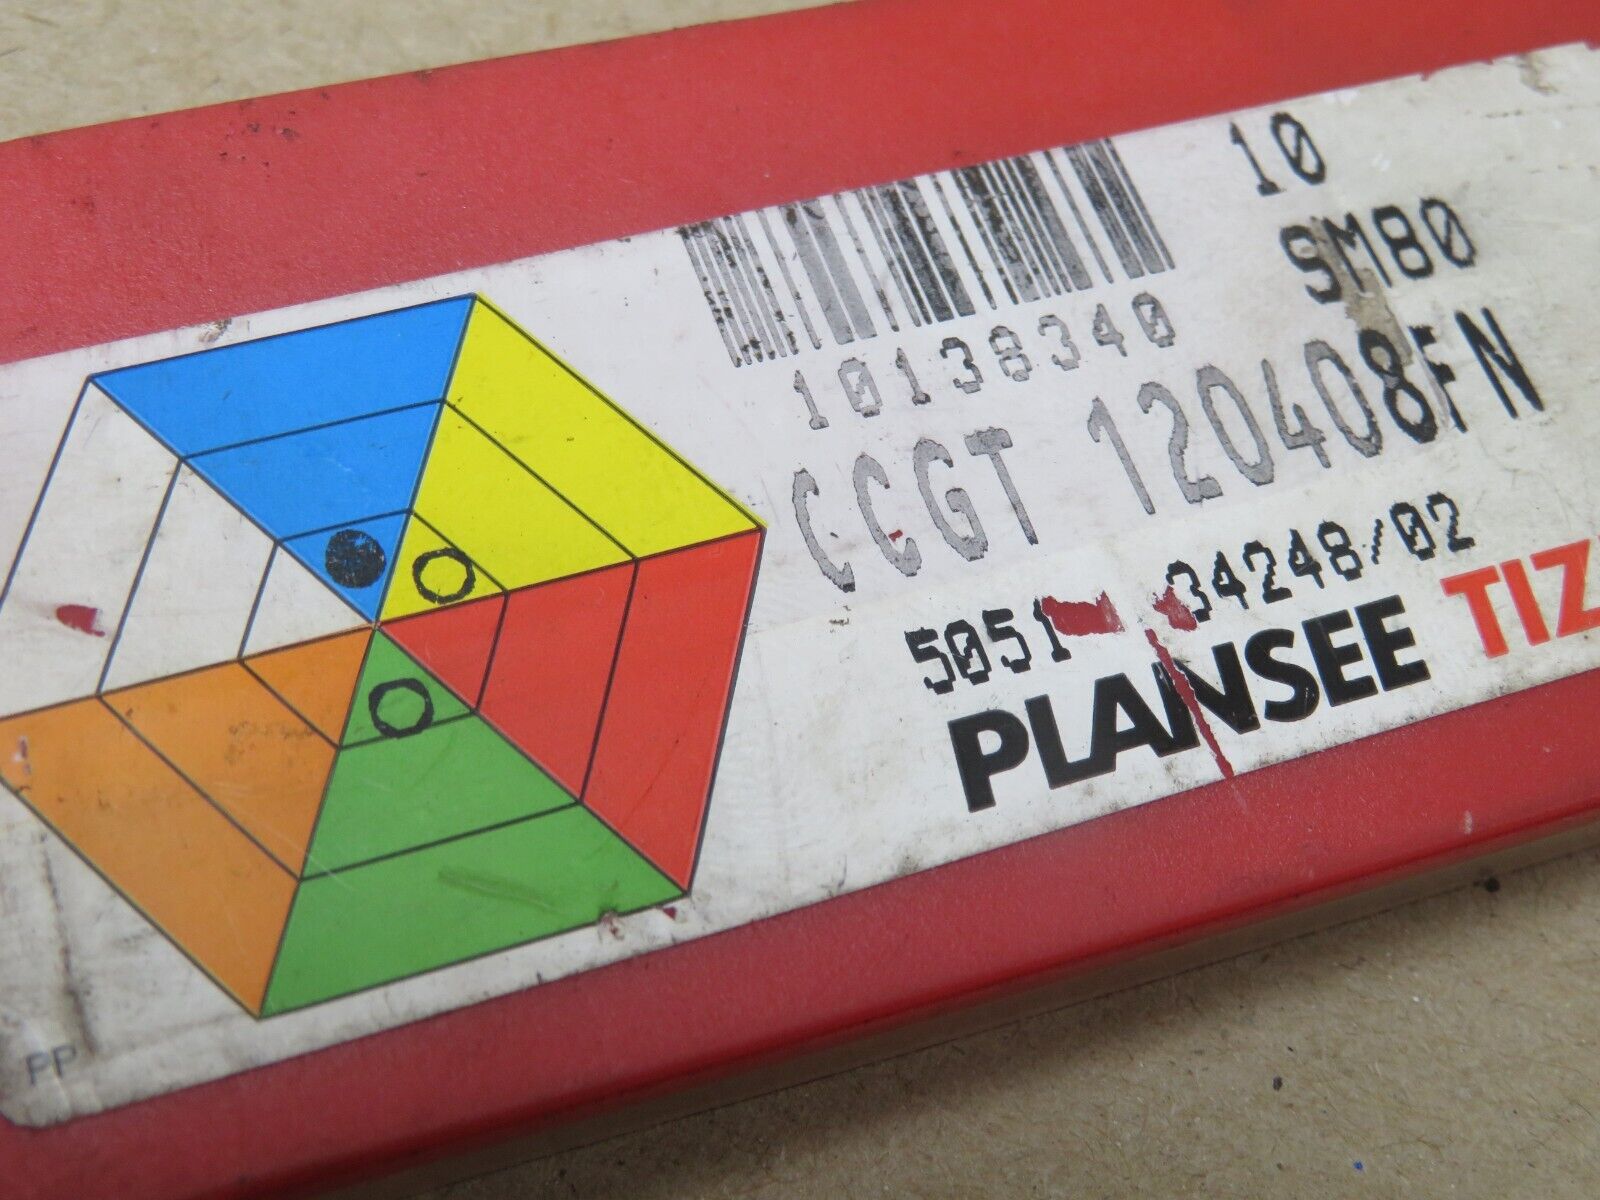 10
SM80
10138340
CCGT 120408FN
5051 34248/02
PLANSEE TIZ
PP